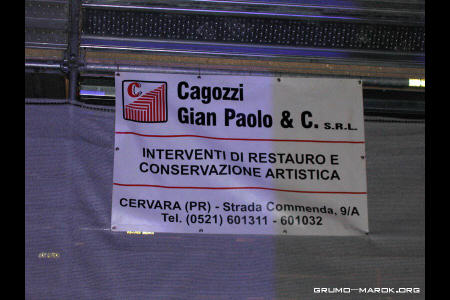 C.
Cagozzi
Gian Paolo & C. S.R.L.
INTERVENTI DI RESTAURO E
CONSERVAZIONE ARTISTICA
CERVARA (PR) - Strada Commenda, 9/A
Tel. (0521) 601311 - 601032
GRUMO-MAROK.ORG